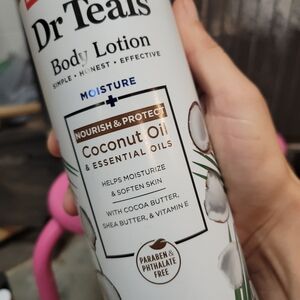 Dr Teals
Body Lotion
SIMPLE • HONEST • EFFECTIVE
MOISTURE
+
NOURISH & PROTECT
Coconut Oil
& ESSENTIAL OILS
HELPS MOISTURIZE
& SOFTEN SKIN
WITH COCOA BUTTER,
SHEA BUTTER, & VITAMIN E
PARABEN &
PHTHALATE
FREE